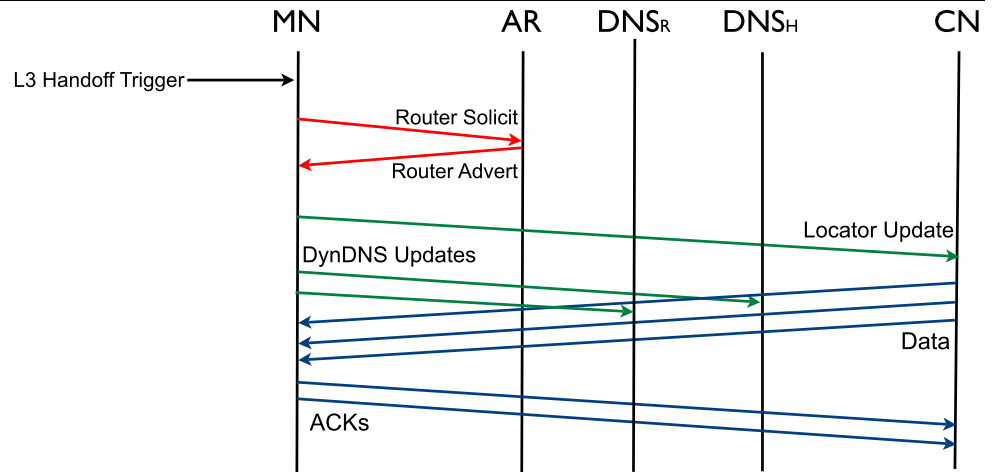 MN AR DNSR DNSH CN
L3 Handoff Trigger
Router Solicit
Router Advert
Locator Update
DynDNS Updates
Data
ACKs